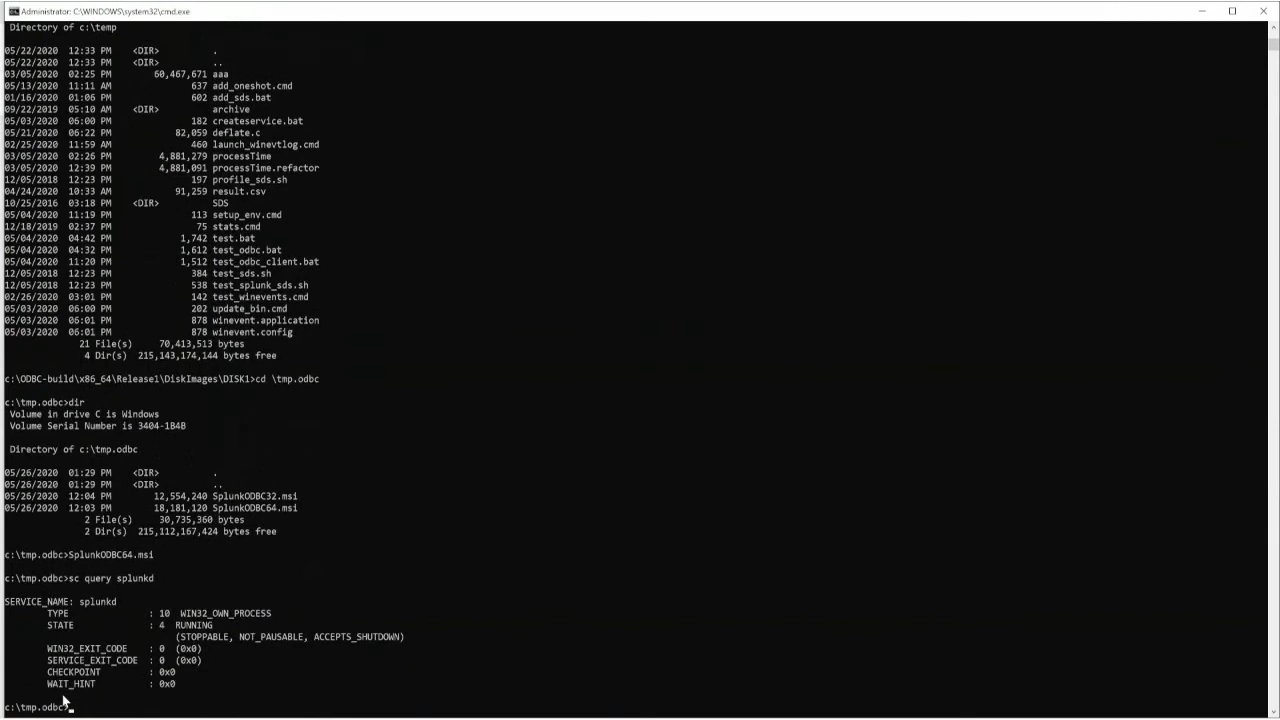 Administrator: C:\WINDOWS\system32\cmd.exe
Directory of c:\temp
05/22/2020  12:33 PM    <DIR>          .
05/22/2020  12:33 PM    <DIR>          ..
03/05/2020  02:25 PM        60,467,671 aaa
05/13/2020  11:11 AM               637 add_oneshot.cmd
01/16/2020  01:06 PM               602 add_sds.bat
09/22/2019  05:10 AM    <DIR>          archive
05/03/2020  06:00 PM               182 createservice.bat
05/21/2020  06:22 PM            82,059 deflate.c
02/25/2020  11:59 AM               460 launch_winevtlog.cmd
03/05/2020  02:26 PM         4,881,279 processTime
03/05/2020  12:39 PM         4,881,091 processTime.refactor
12/05/2018  12:23 PM               197 profile_sds.sh
04/24/2020  10:33 AM            91,259 result.csv
10/25/2016  03:18 PM    <DIR>          SDS
05/04/2020  11:19 PM               113 setup_env.cmd
12/18/2019  02:37 PM                75 stats.cmd
05/04/2020  04:42 PM             1,742 test.bat
05/04/2020  04:32 PM             1,612 test_odbc.bat
05/04/2020  11:20 PM             1,512 test_odbc_client.bat
12/05/2018  12:23 PM               384 test_sds.sh
12/05/2018  12:23 PM               538 test_splunk_sds.sh
02/26/2020  03:01 PM               142 test_winevents.cmd
05/03/2020  06:00 PM               202 update_bin.cmd
05/03/2020  06:01 PM               878 winevent.application
05/03/2020  06:01 PM               878 winevent.config
21 File(s)     70,413,513 bytes
4 Dir(s)  215,143,174,144 bytes free
c:\ODBC-build\x86_64\Release1\DiskImages\DISK1>cd \tmp.odbc
c:\tmp.odbc>dir
Volume in drive C is Windows
Volume Serial Number is 3404-1B4B
Directory of c:\tmp.odbc
05/26/2020  01:29 PM    <DIR>          .
05/26/2020  01:29 PM    <DIR>          ..
05/26/2020  12:04 PM        12,554,240 SplunkODBC32.msi
05/26/2020  12:03 PM        18,181,120 SplunkODBC64.msi
2 File(s)     30,735,360 bytes
2 Dir(s)  215,112,167,424 bytes free
c:\tmp.odbc>SplunkODBC64.msi
c:\tmp.odbc>sc query splunkd
SERVICE_NAME: splunkd
TYPE               : 10  WIN32_OWN_PROCESS
STATE              : 4  RUNNING
(STOPPABLE, NOT_PAUSABLE, ACCEPTS_SHUTDOWN)
WIN32_EXIT_CODE    : 0  (0x0)
SERVICE_EXIT_CODE  : 0  (0x0)
CHECKPOINT         : 0x0
WAIT_HINT          : 0x0
c:\tmp.odbc>